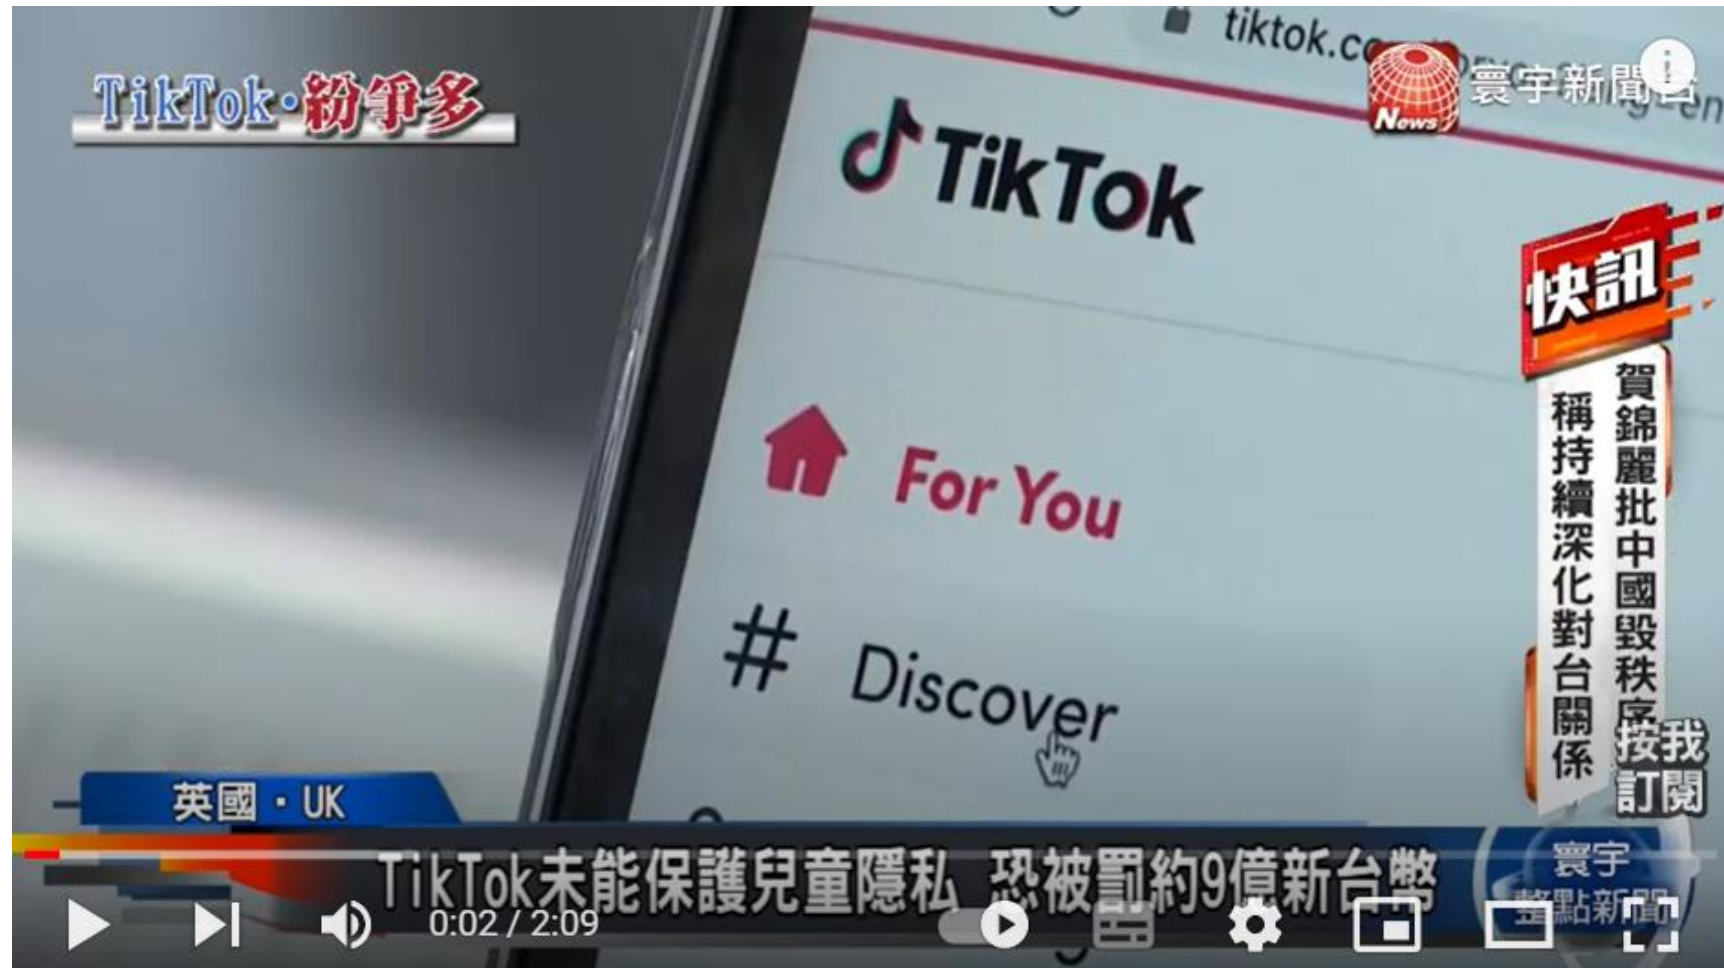 tiktok.co
TikTok·紛爭多
News
寰宇新聞台
TikTok
快訊
賀錦麗批中國毀秩序
稱持續深化對台關係
For You
# Discover
按我
訂閱
英國·UK
TikTok未能保護兒童隱私 恐被罰約9億新台幣
寰宇
整點新聞
0:02 / 2:09